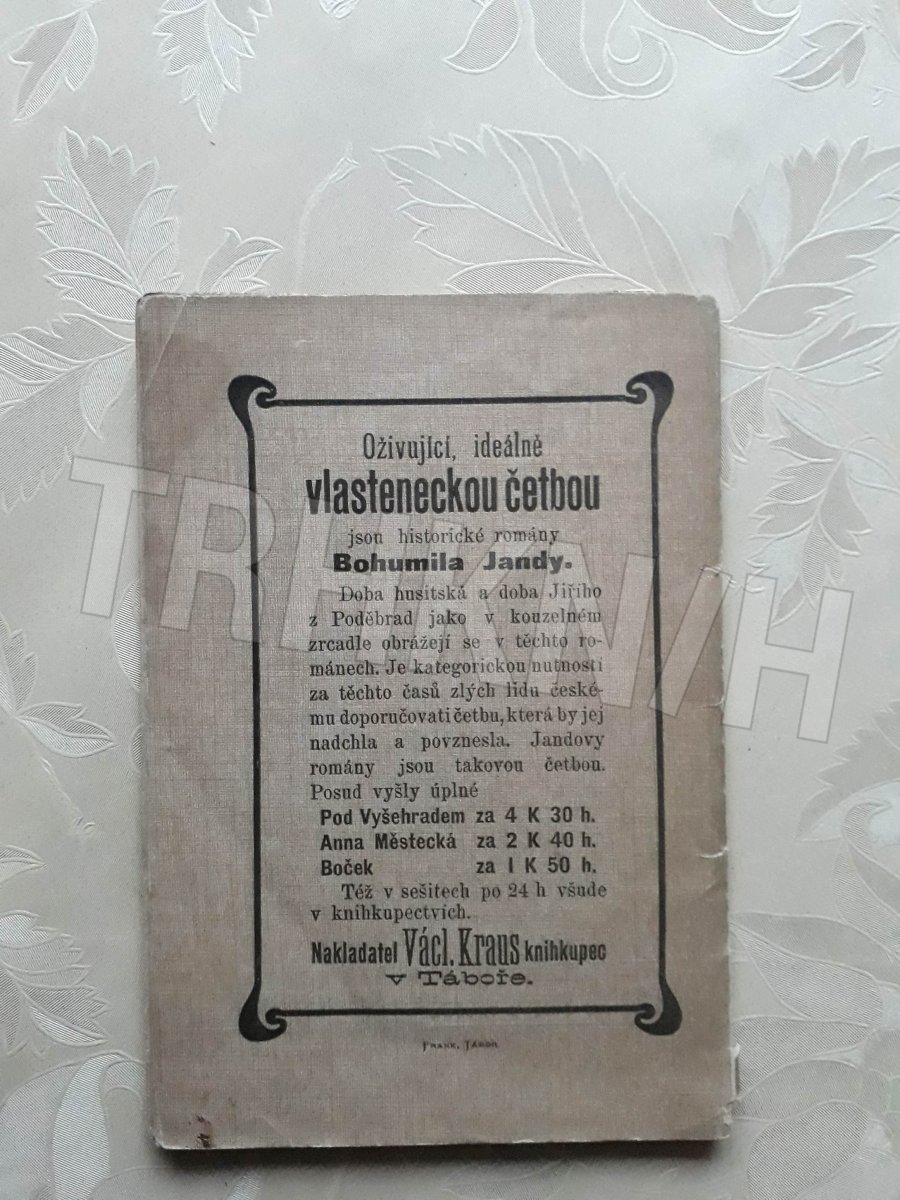 Oživující, ideálně
vlasteneckou četbou
jsou historické romány
Bohumila Jandy.
Doba husitská a doba Jiřího
z Poděbrad jako v kouzelném
zrcadle obrážejí se v těchto ro-
mánech. Je kategorickou nutností
za těchto časů zlých lidu české-
mu doporučovati četbu, která by jej
nadchla a povznesla. Jandovy
romány jsou takovou četbou.
Posud vyšly úplné
Pod Vyšehradem za 4 K 30 h.
Anna Městecká za 2 K 40 h.
Boček za 1 K 50 h.
Též v sešitech po 24 h všude
v knihkupectvích.
Nakladatel Václ. Kraus knihkupec
v Táboře.
FRANK, TÁBOR.
TRHKNIH